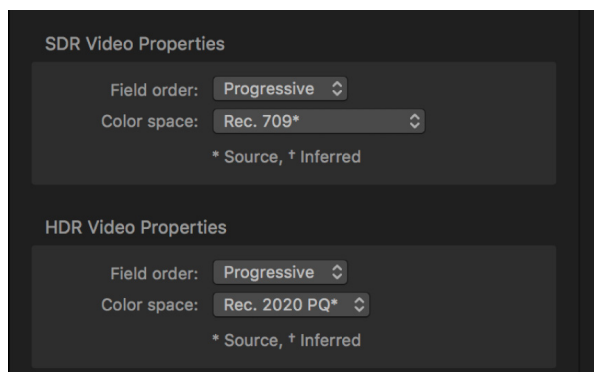 SDR Video Properties
Field order: Progressive
Color space: Rec. 709*
* Source, † Inferred
HDR Video Properties
Field order: Progressive
Color space: Rec. 2020 PQ*
* Source, † Inferred